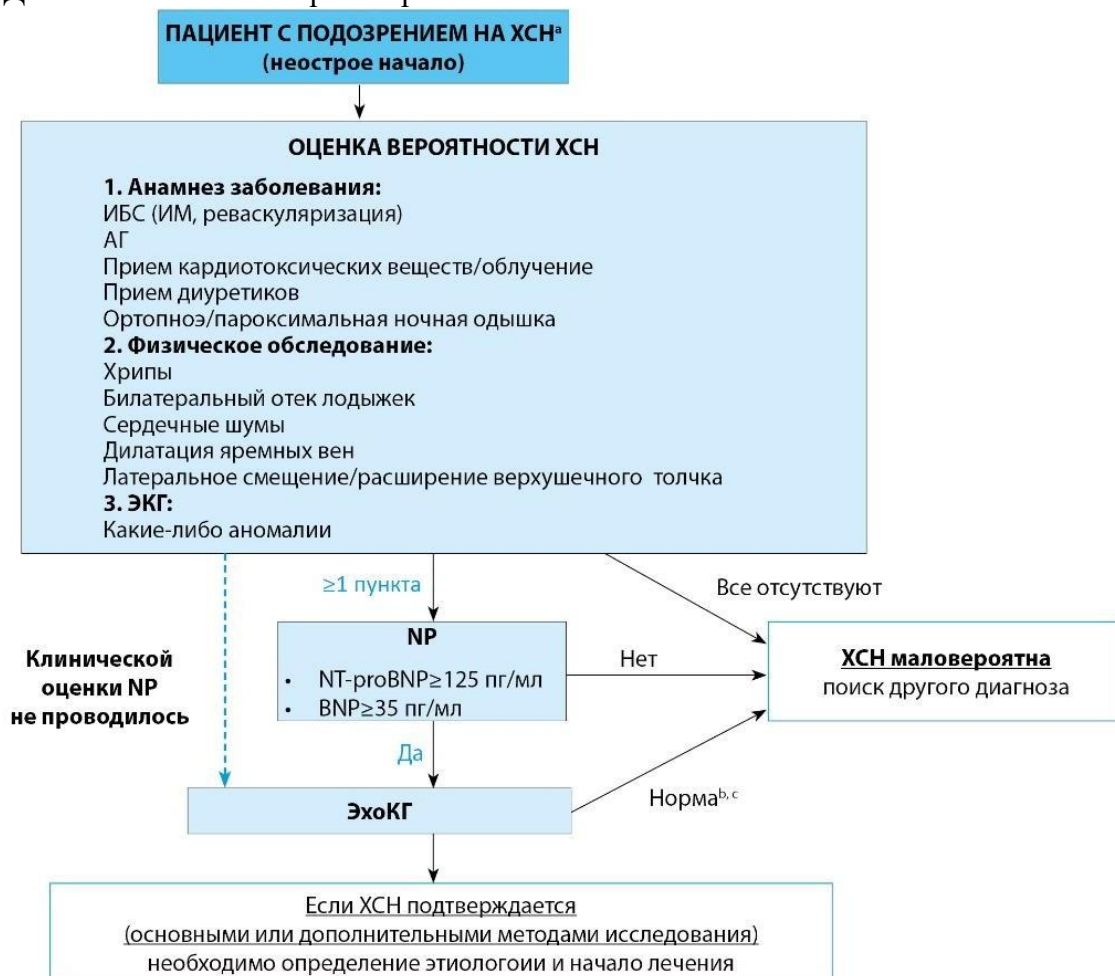 ПАЦИЕНТ С ПОДОЗРЕНИЕМ НА ХСНᵃ
(неострое начало)
ОЦЕНКА ВЕРОЯТНОСТИ ХСН
1. Анамнез заболевания:
ИБС (ИМ, реваскуляризация)
АГ
Прием кардиотоксических веществ/облучение
Прием диуретиков
Ортопноэ/пароксимальная ночная одышка
2. Физическое обследование:
Хрипы
Билатеральный отек лодыжек
Сердечные шумы
Дилатация яремных вен
Латеральное смещение/расширение верхушечного толчка
3. ЭКГ:
Какие-либо аномалии
≥1 пункта
Все отсутствуют
Клинической
оценки NP
не проводилось
NP
• NT-proBNP≥125 пг/мл
• BNP≥35 пг/мл
Нет
ХСН маловероятна
поиск другого диагноза
Да
ЭхоКГ
Нормаᵇ, ᶜ
Если ХСН подтверждается
(основными или дополнительными методами исследования)
необходимо определение этиологоии и начало лечения